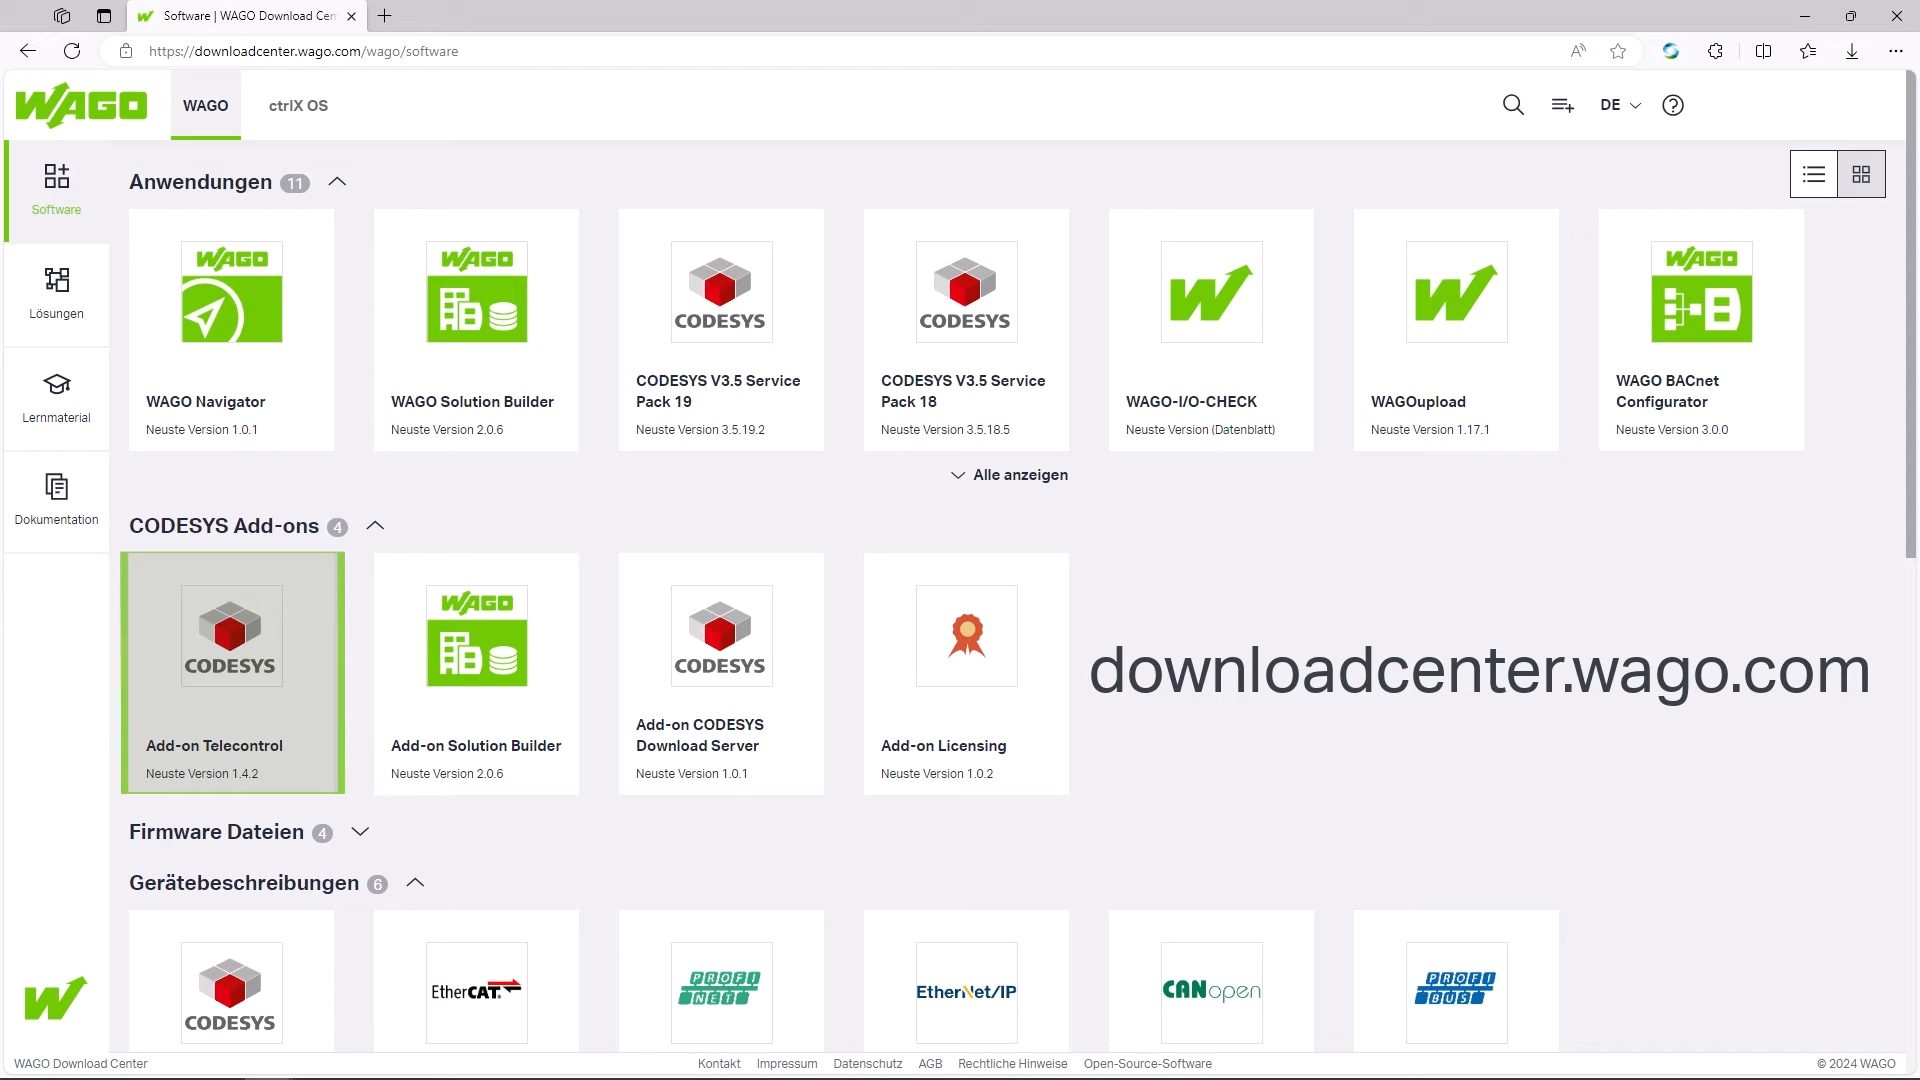 Software | WAGO Download Cen
https://downloadcenter.wago.com/wago/software
WAGO
WAGO
ctrlX OS
DE
Software
Lösungen
Lernmaterial
Dokumentation
Anwendungen 11
WAGO
WAGO
CODESYS
CODESYS
WAGO
WAGO Navigator
Neuste Version 1.0.1
WAGO Solution Builder
Neuste Version 2.0.6
CODESYS V3.5 Service
Pack 19
Neuste Version 3.5.19.2
CODESYS V3.5 Service
Pack 18
Neuste Version 3.5.18.5
WAGO-I/O-CHECK
Neuste Version (Datenblatt)
WAGOupload
Neuste Version 1.17.1
WAGO BACnet
Configurator
Neuste Version 3.0.0
Alle anzeigen
CODESYS Add-ons 4
CODESYS
WAGO
CODESYS
Add-on Telecontrol
Neuste Version 1.4.2
Add-on Solution Builder
Neuste Version 2.0.6
Add-on CODESYS
Download Server
Neuste Version 1.0.1
Add-on Licensing
Neuste Version 1.0.2
downloadcenter.wago.com
Firmware Dateien 4
Gerätebeschreibungen 6
CODESYS
EtherCAT
PROFI
NET
EtherNet/IP
CANopen
PROFI
BUS
WAGO Download Center
Kontakt
Impressum
Datenschutz
AGB
Rechtliche Hinweise
Open-Source-Software
© 2024 WAGO